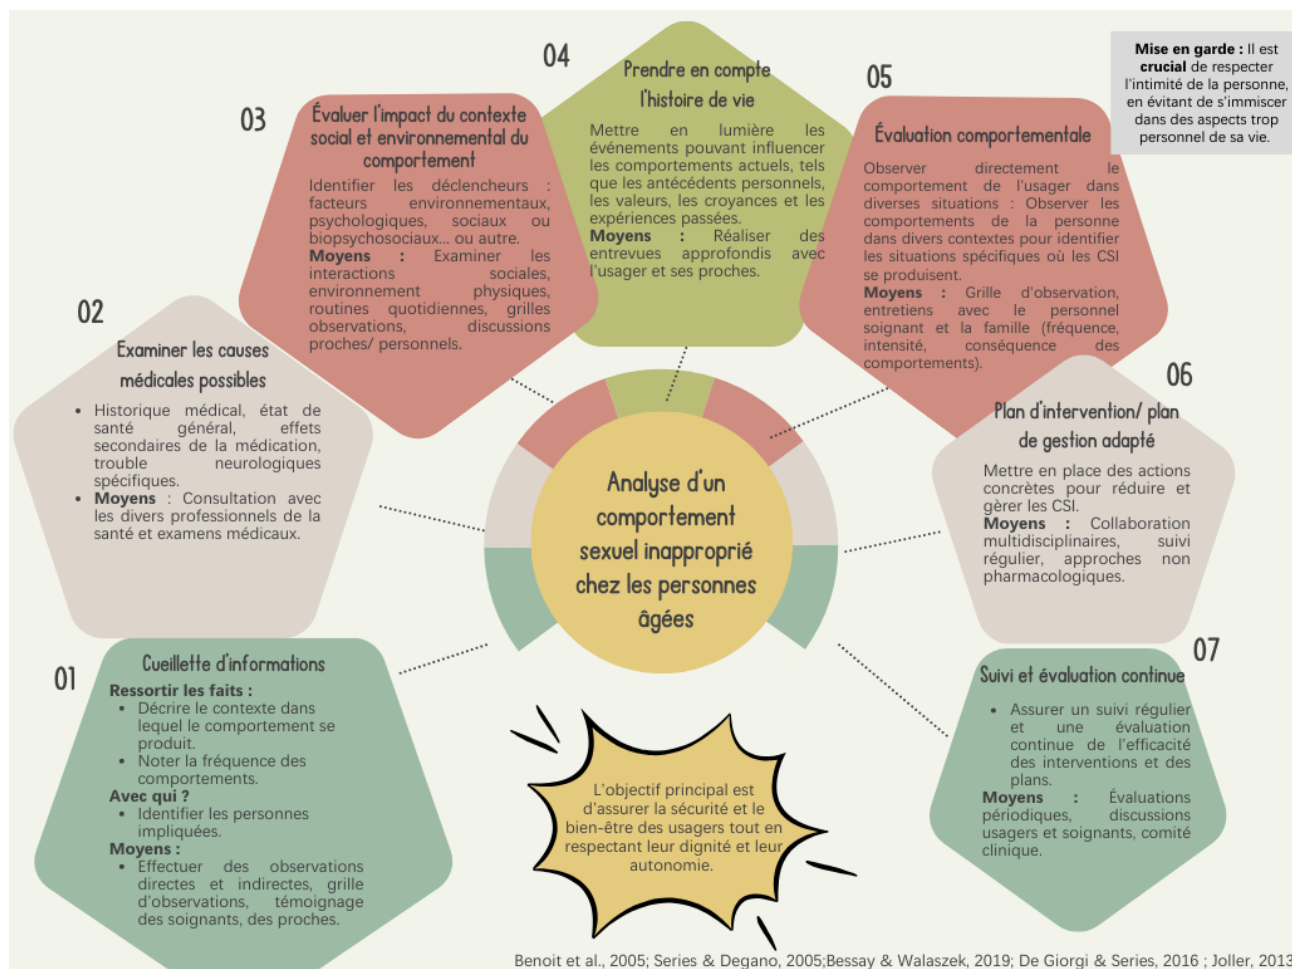 01
Cueillette d'informations
Ressortir les faits :
• Décrire le contexte dans
lequel le comportement se
produit.
• Noter la fréquence des
comportements.
Avec qui ?
• Identifier les personnes
impliquées.
Moyens :
• Effectuer des observations
directes et indirectes, grille
d'observations, témoignage
des soignants, des proches.
02
Examiner les causes
médicales possibles
• Historique médical, état de
santé général, effets
secondaires de la médication,
trouble neurologiques
spécifiques.
• Moyens : Consultation avec
les divers professionnels de la
santé et examens médicaux.
03
Évaluer l'impact du contexte
social et environnemental du
comportement
Identifier les déclencheurs :
facteurs environnementaux,
psychologiques, sociaux ou
biopsychosociaux... ou autre.
Moyens : Examiner les
interactions sociales,
environnement physiques,
routines quotidiennes, grilles
observations, discussions
proches/ personnels.
04
Prendre en compte
l'histoire de vie
Mettre en lumière les
événements pouvant influencer
les comportements actuels, tels
que les antécédents personnels,
les valeurs, les croyances et les
expériences passées.
Moyens : Réaliser des
entrevues approfondis avec
l'usager et ses proches.
05
Évaluation comportementale
Observer directement le
comportement de l'usager dans
diverses situations : Observer les
comportements de la personne
dans divers contextes pour identifier
les situations spécifiques où les CSI
se produisent.
Moyens : Grille d'observation,
entretiens avec le personnel
soignant et la famille (fréquence,
intensité, conséquence des
comportements).
Mise en garde : Il est
crucial de respecter
l'intimité de la personne,
en évitant de s'immiscer
dans des aspects trop
personnel de sa vie.
06
Plan d'intervention/ plan
de gestion adapté
Mettre en place des actions
concrètes pour réduire et
gèrer les CSI.
Moyens : Collaboration
multidisciplinaires, suivi
régulier, approches non
pharmacologiques.
07
Suivi et évaluation continue
• Assurer un suivi régulier
et une évaluation
continue de l'efficacité
des interventions et des
plans.
Moyens : Évaluations
périodiques, discussions
usagers et soignants, comité
clinique.
Analyse d'un
comportement
sexuel inapproprié
chez les personnes
âgées
L'objectif principal est
d'assurer la sécurité et le
bien-être des usagers tout en
respectant leur dignité et leur
autonomie.
Benoit et al., 2005; Series & Degano, 2005;Bessay & Walaszek, 2019; De Giorgi & Series, 2016 ; Joller, 2013